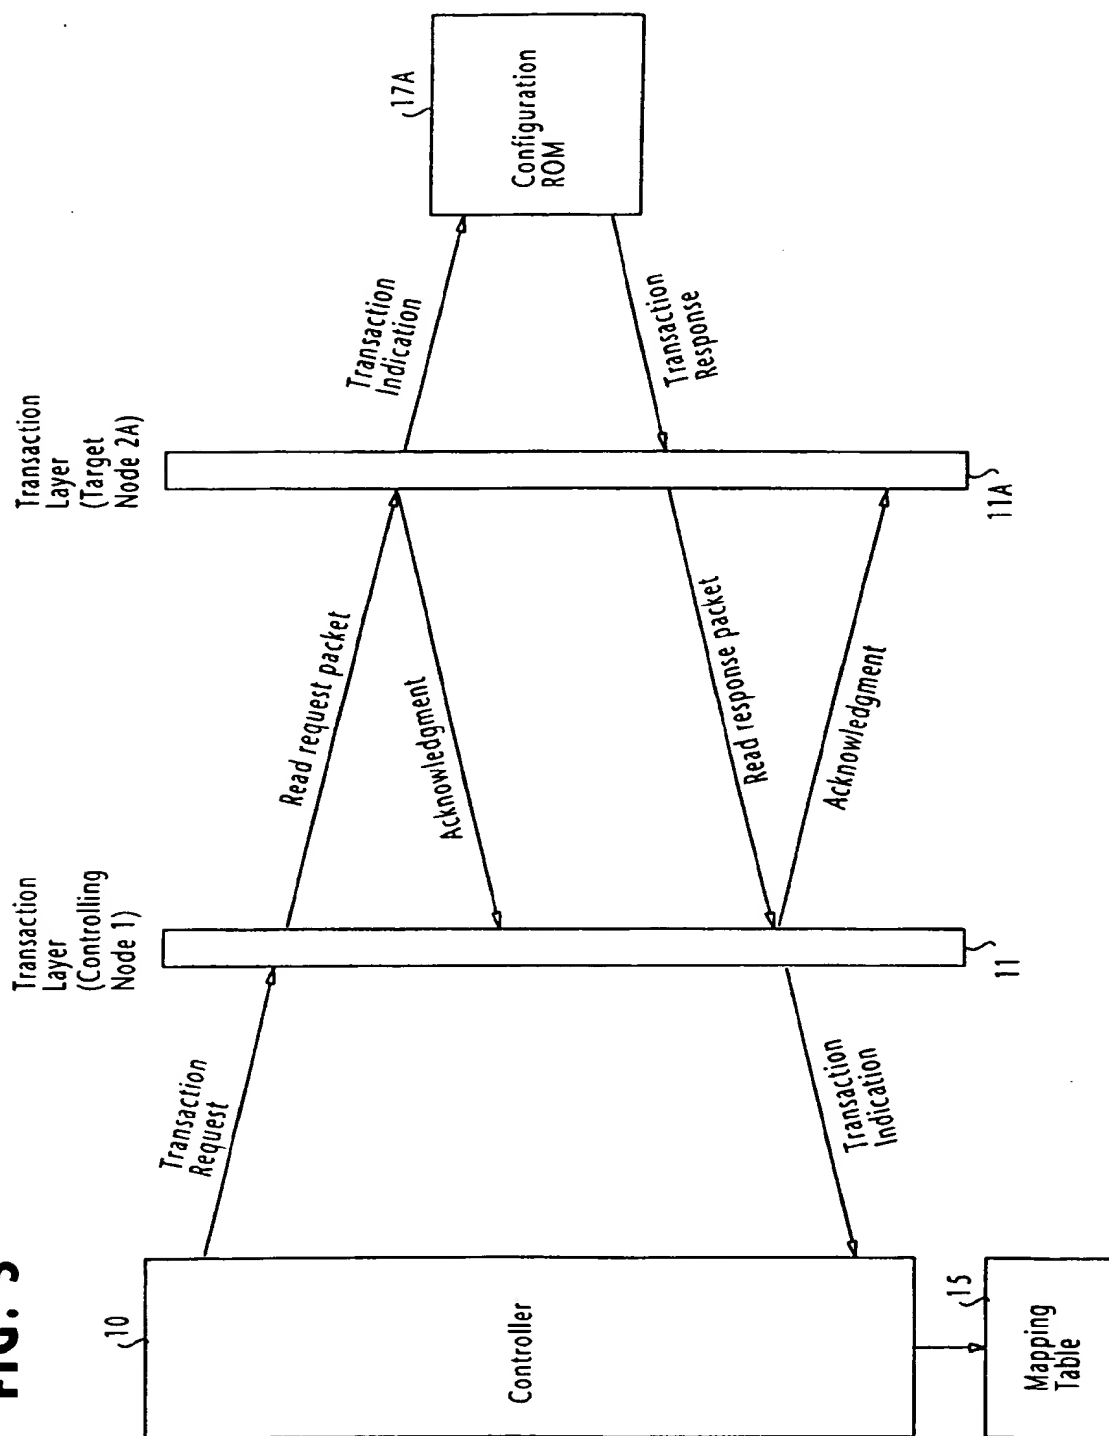 FIG.
10
Controller
15
Mapping
Table
Transaction
Request
Transaction
Indication
Transaction
Layer
(Controlling
Node 1)
11
Read request packet
Acknowledgment
Read response packet
Acknowledgment
Transaction
Layer
(Target
Node 2A)
11A
Transaction
Indication
Transaction
Response
17A
Configuration
ROM